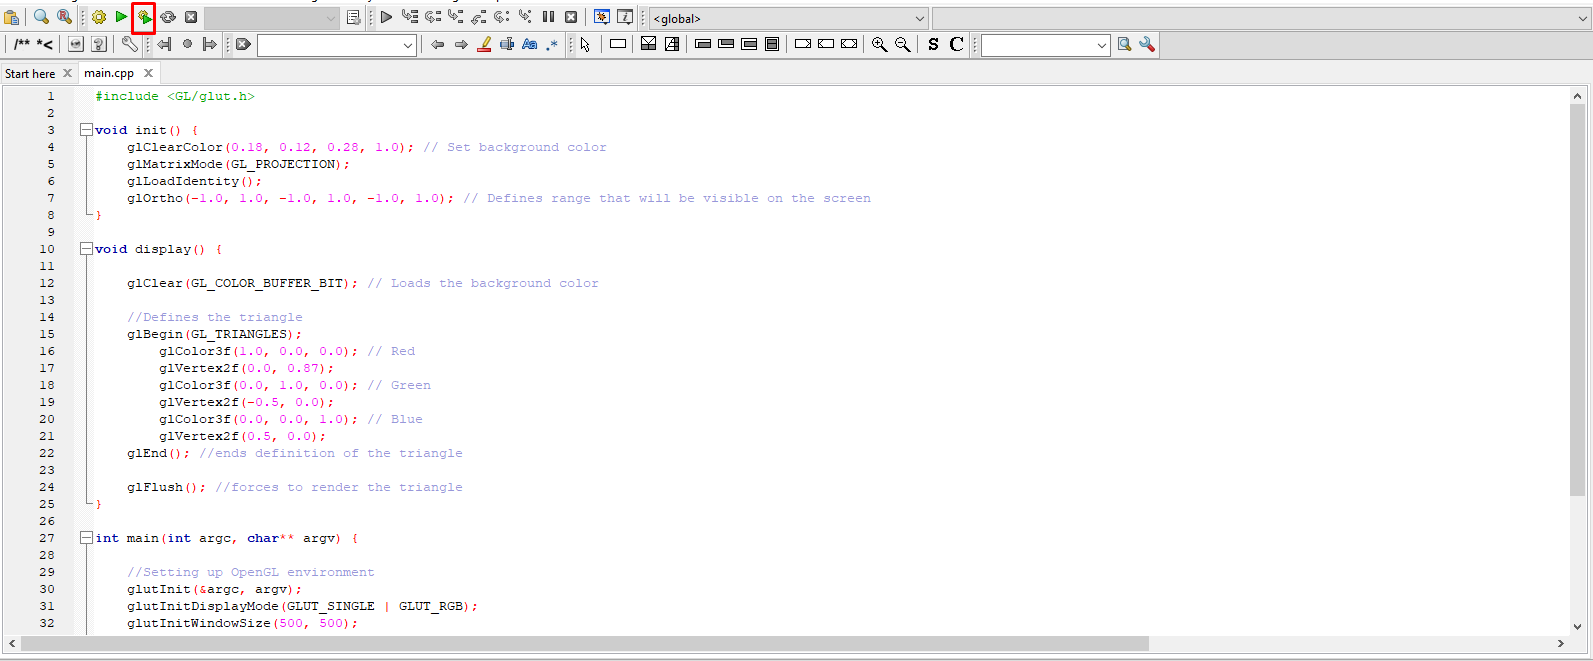 <global>
/** *<
Aa .*
S C
Start here main.cpp
1 #include <GL/glut.h>
2
3 void init() {
4 glClearColor(0.18, 0.12, 0.28, 1.0); // Set background color
5 glMatrixMode(GL_PROJECTION);
6 glLoadIdentity();
7 glOrtho(-1.0, 1.0, -1.0, 1.0, -1.0, 1.0); // Defines range that will be visible on the screen
8 }
9
10 void display() {
11
12 glClear(GL_COLOR_BUFFER_BIT); // Loads the background color
13
14 //Defines the triangle
15 glBegin(GL_TRIANGLES);
16 glColor3f(1.0, 0.0, 0.0); // Red
17 glVertex2f(0.0, 0.87);
18 glColor3f(0.0, 1.0, 0.0); // Green
19 glVertex2f(-0.5, 0.0);
20 glColor3f(0.0, 0.0, 1.0); // Blue
21 glVertex2f(0.5, 0.0);
22 glEnd(); //ends definition of the triangle
23
24 glFlush(); //forces to render the triangle
25 }
26
27 int main(int argc, char** argv) {
28
29 //Setting up OpenGL environment
30 glutInit(&argc, argv);
31 glutInitDisplayMode(GLUT_SINGLE | GLUT_RGB);
32 glutInitWindowSize(500, 500);